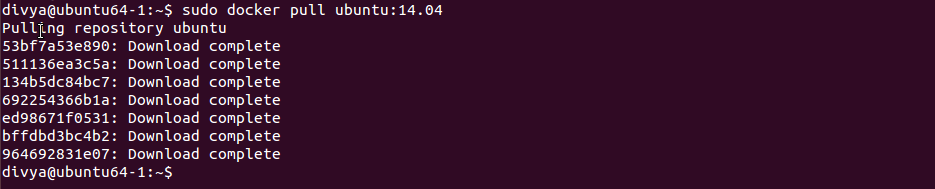 divya@ubuntu64-1:~$ sudo docker pull ubuntu:14.04
Pulling repository ubuntu
53bf7a53e890: Download complete
511136ea3c5a: Download complete
134b5dc84bc7: Download complete
692254366b1a: Download complete
ed98671f0531: Download complete
bffdbd3bc4b2: Download complete
964692831e07: Download complete
divya@ubuntu64-1:~$